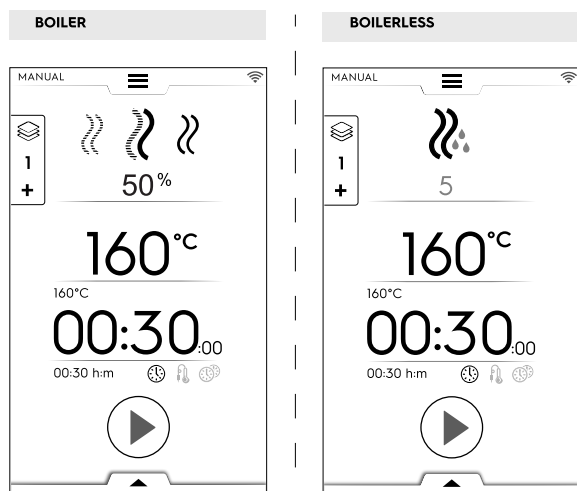 BOILER
MANUAL
1
+
50%
160°C
160°C
00:30:00
00:30 h:m
BOILERLESS
MANUAL
1
+
5
160°C
160°C
00:30:00
00:30 h:m